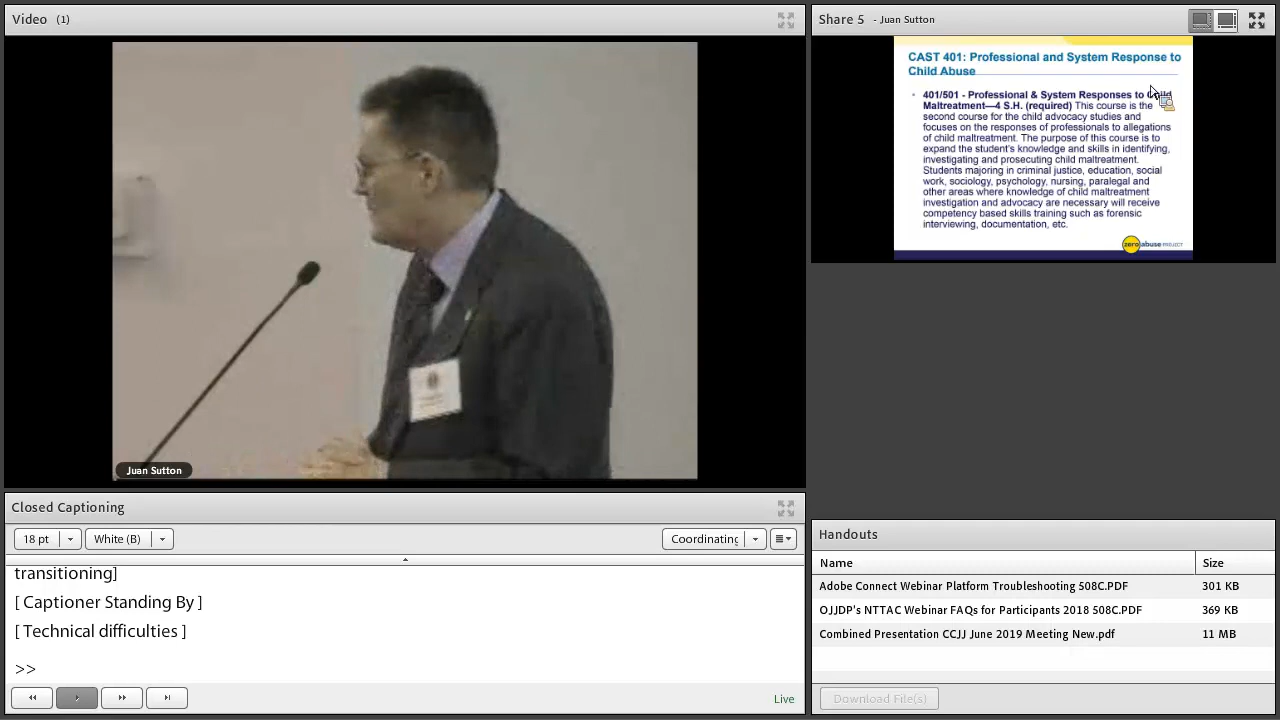 Video (1)
Juan Sutton
Share 5 - Juan Sutton
CAST 401: Professional and System Response to
Child Abuse
• 401/501 - Professional & System Responses to Child
Maltreatment—4 S.H. (required) This course is the
second course for the child advocacy studies and
focuses on the responses of professionals to allegations
of child maltreatment. The purpose of this course is to
expand the student's knowledge and skills in identifying,
investigating and prosecuting child maltreatment.
Students majoring in criminal justice, education, social
work, sociology, psychology, nursing, paralegal and
other areas where knowledge of child maltreatment
investigation and advocacy are necessary will receive
competency based skills training such as forensic
interviewing, documentation, etc.
zero abuse PROJECT
Closed Captioning
18 pt White (B) Coordinating
transitioning]
[ Captioner Standing By ]
[ Technical difficulties ]
>>
Live
Handouts
Name Size
Adobe Connect Webinar Platform Troubleshooting 508C.PDF 301 KB
OJJDP's NTTAC Webinar FAQs for Participants 2018 508C.PDF 369 KB
Combined Presentation CCJJ June 2019 Meeting New.pdf 11 MB
Download File(s)